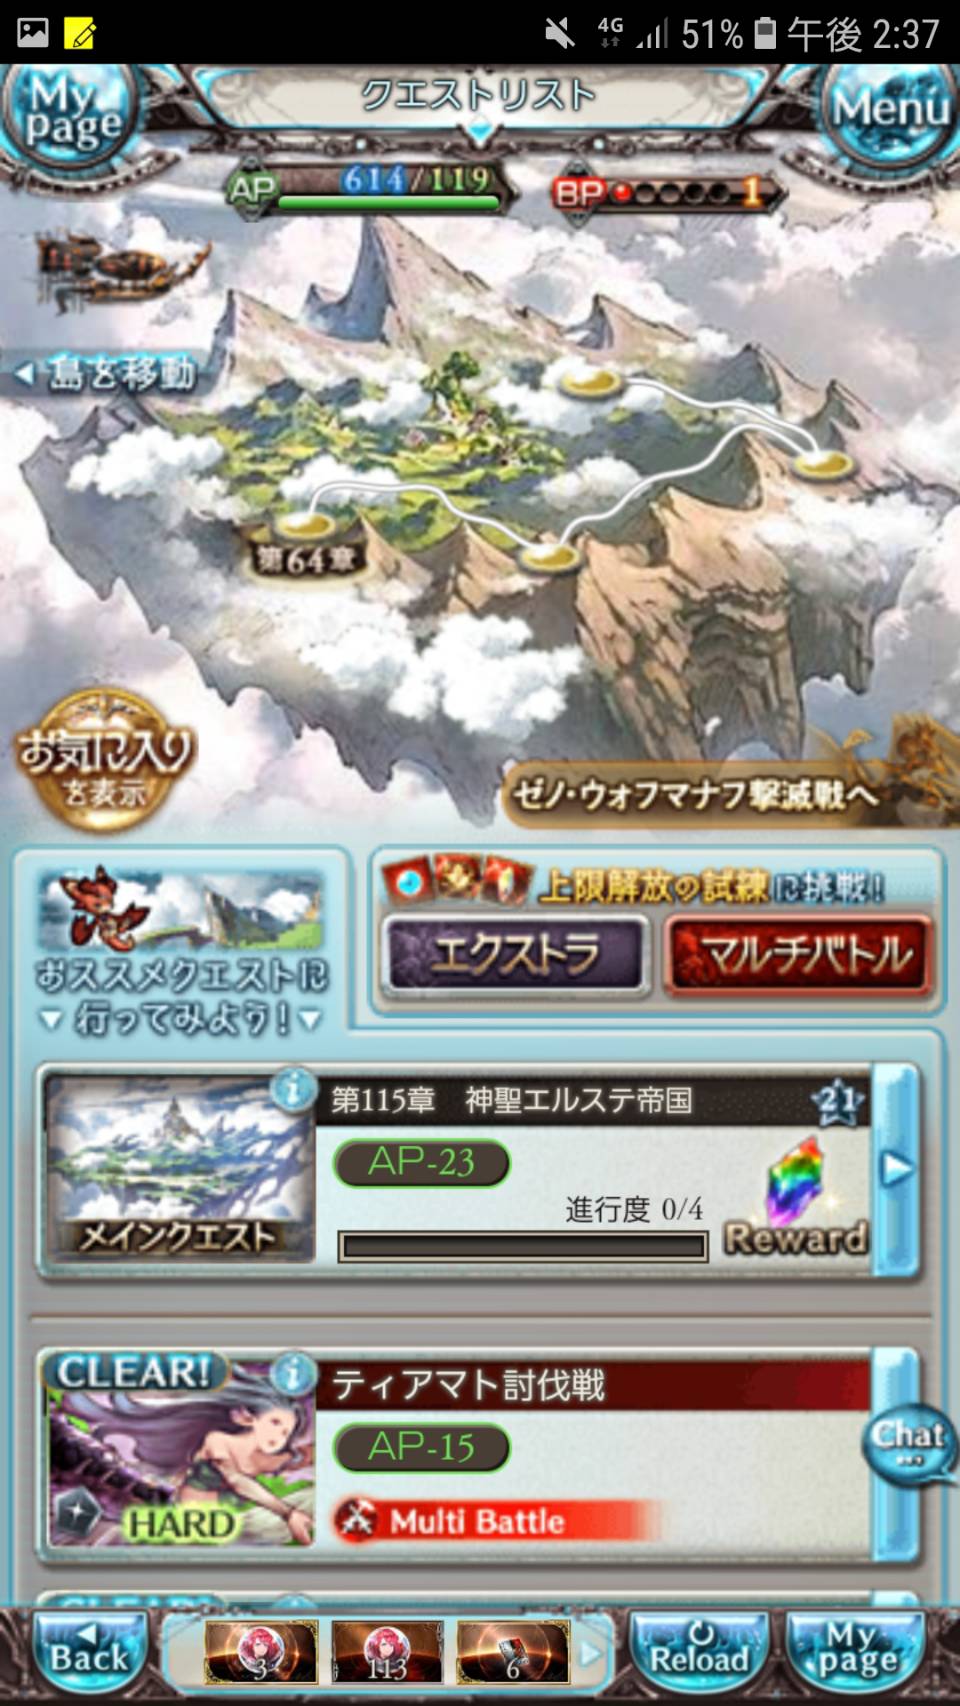 4G 51% 午後 2:37
My page
クエストリスト
Menu
AP 614/119
BP 1
島を移動
第64章
お気に入り
を表示
ゼノ・ウォフマナフ撃滅戦へ
おススメクエストに
行ってみよう!
上限解放の試練に挑戦!
エクストラ
マルチバトル
第115章 神聖エルステ帝国
21
AP-23
進行度 0/4
メインクエスト
Reward
CLEAR!
ティアマト討伐戦
AP-15
HARD
Multi Battle
Chat
CLEAR!
Back
3
113
6
Reload
My page